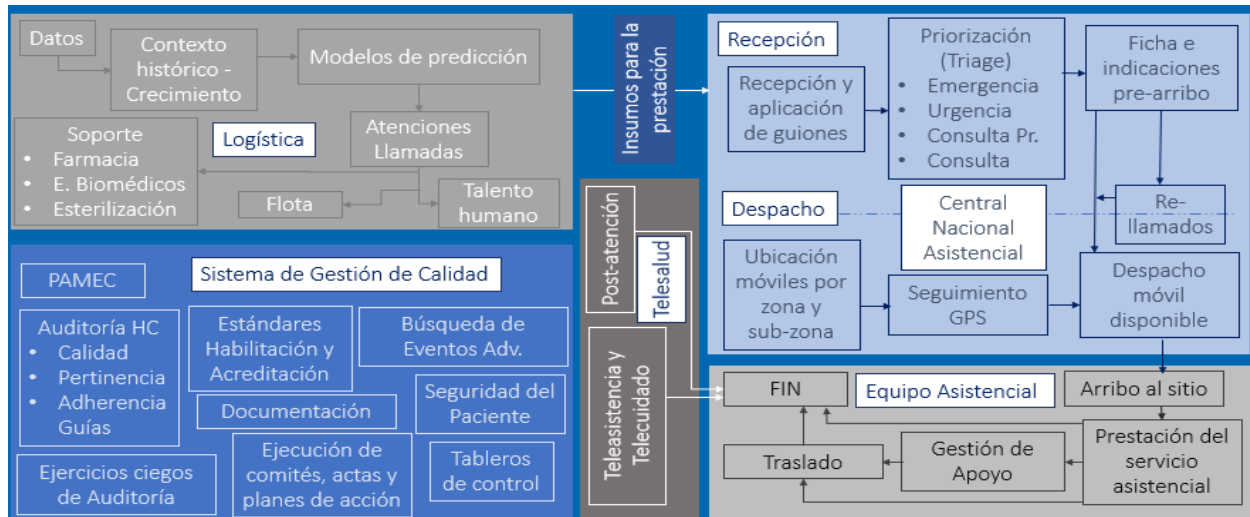 Datos
Contexto
histórico -
Crecimiento
Modelos de predicción
Soporte
• Farmacia
• E. Biomédicos
• Esterilización
Logística
Atenciones
Llamadas
Flota
Talento
humano
Insumos para la
prestación
Recepción
Recepción y
aplicación
de guiones
Priorización
(Triage)
• Emergencia
• Urgencia
• Consulta Pr.
• Consulta
Ficha e
indicaciones
pre-arribo
Despacho
Central
Nacional
Asistencial
Re-
llamados
Ubicación
móviles por
zona y
sub-zona
Seguimiento
GPS
Despacho
móvil
disponible
Sistema de Gestión de Calidad
PAMEC
Auditoría HC
• Calidad
• Pertinencia
• Adherencia
Guías
Estándares
Habilitación y
Acreditación
Búsqueda de
Eventos Adv.
Documentación
Seguridad del
Paciente
Ejercicios ciegos
de Auditoría
Ejecución de
comités, actas y
planes de acción
Tableros
de control
Post-atención
Telesalud
Teleasistencia y
Telecuidado
FIN
Equipo Asistencial
Arribo al sitio
Traslado
Gestión de
Apoyo
Prestación del
servicio
asistencial